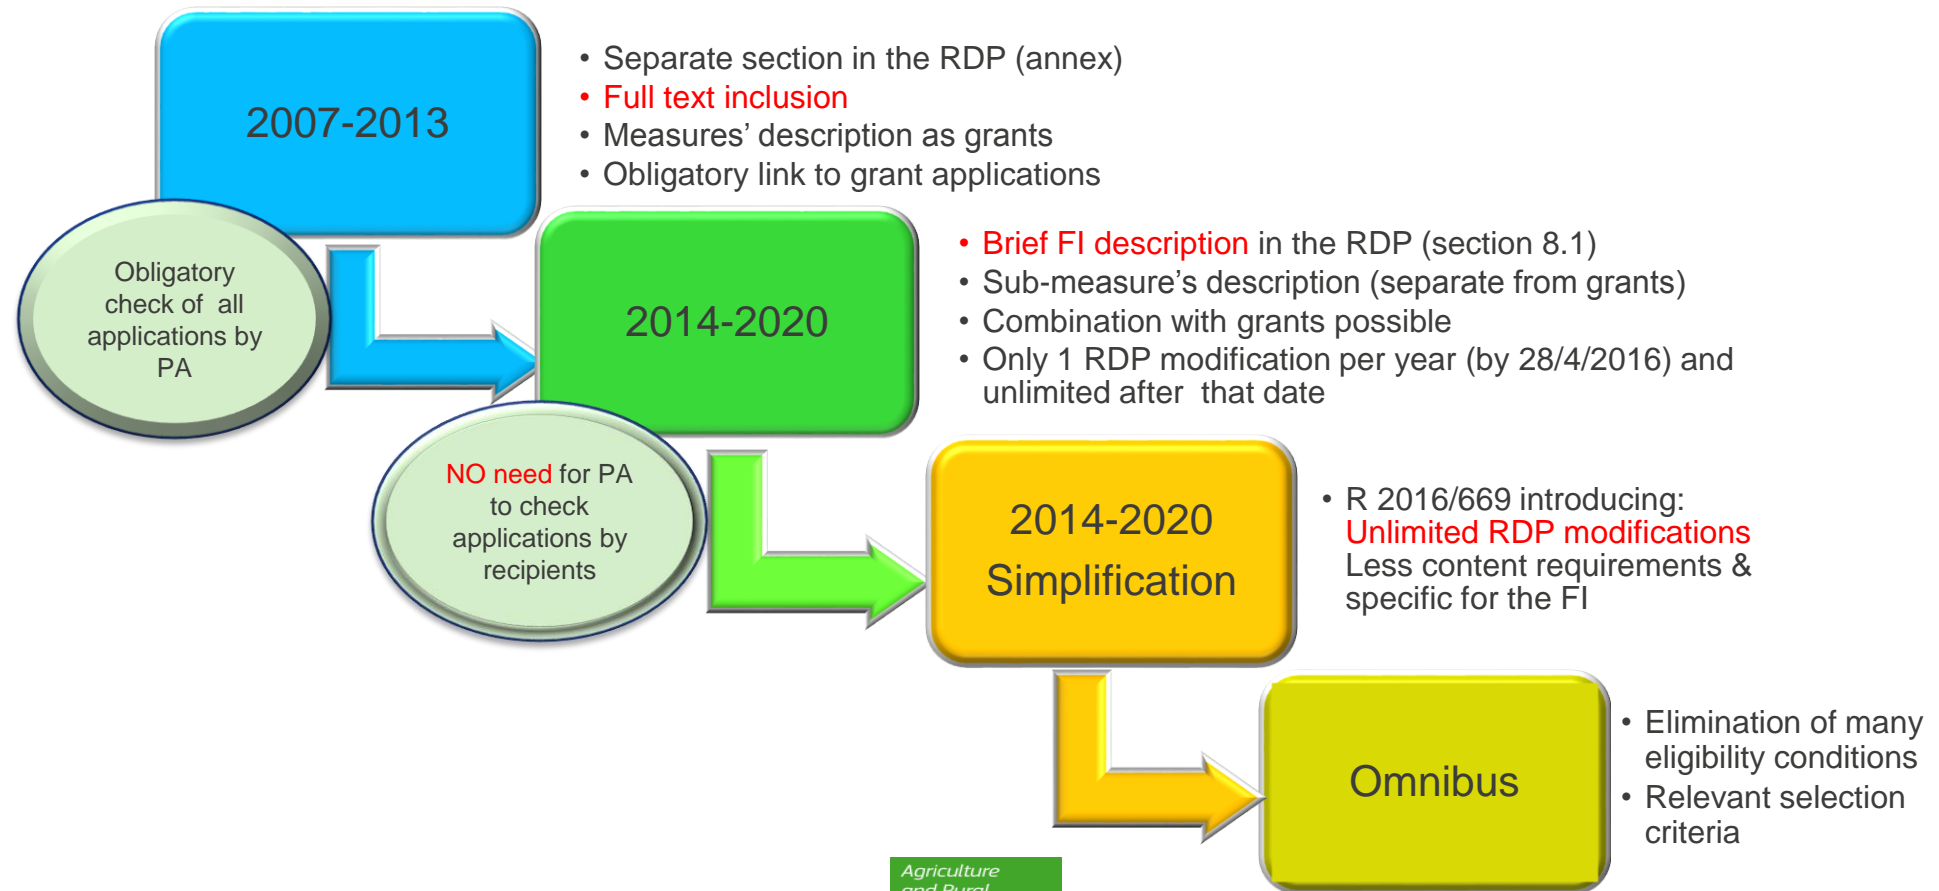 2007-2013
• Separate section in the RDP (annex)
• Full text inclusion
• Measures’ description as grants
• Obligatory link to grant applications
Obligatory
check of all
applications by
PA
2014-2020
• Brief FI description in the RDP (section 8.1)
• Sub-measure’s description (separate from grants)
• Combination with grants possible
• Only 1 RDP modification per year (by 28/4/2016) and
unlimited after that date
NO need for PA
to check
applications by
recipients
2014-2020
Simplification
• R 2016/669 introducing:
Unlimited RDP modifications
Less content requirements &
specific for the FI
Omnibus
• Elimination of many
eligibility conditions
• Relevant selection
criteria
Agriculture
and Rural